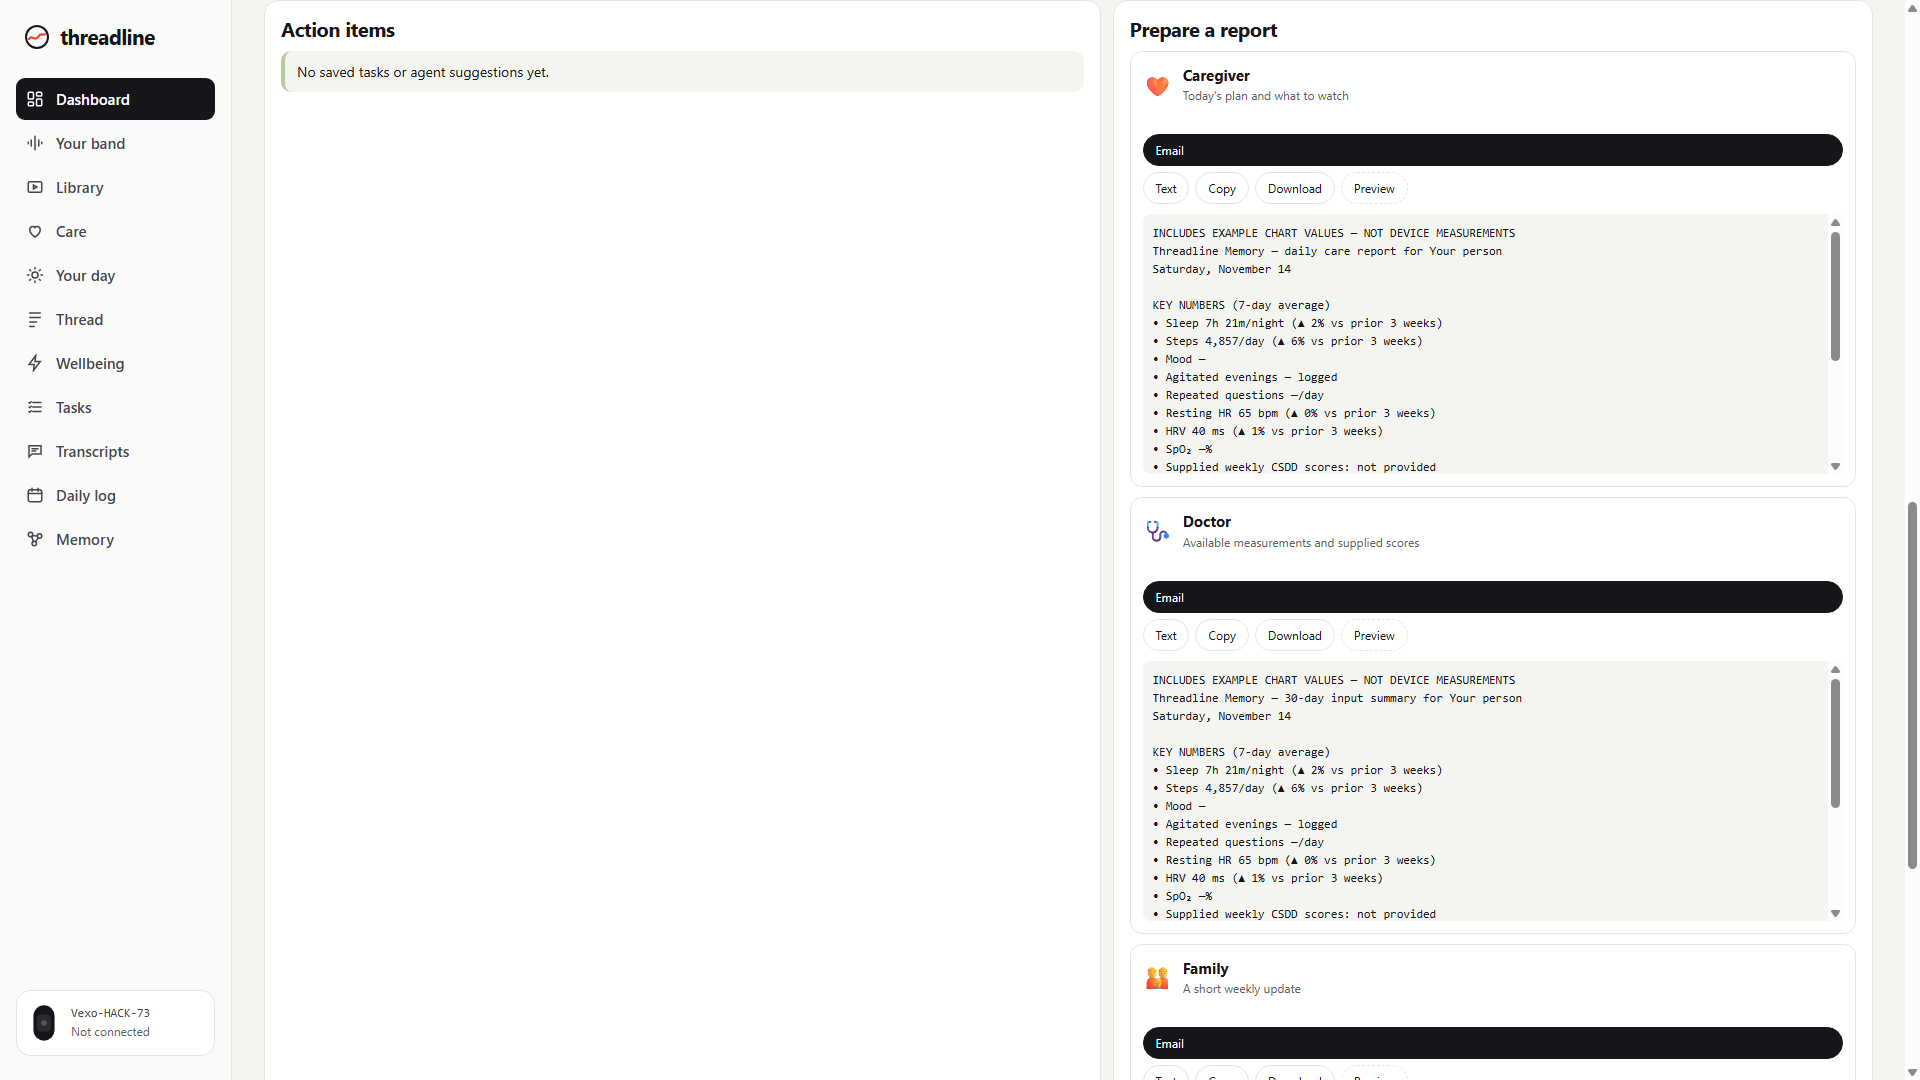 threadline
Dashboard
Your band
Library
Care
Your day
Thread
Wellbeing
Tasks
Transcripts
Daily log
Memory
Vexo-HACK-73
Not connected
Action items
No saved tasks or agent suggestions yet.
Prepare a report
Caregiver
Today's plan and what to watch
Email
Text Copy Download Preview
INCLUDES EXAMPLE CHART VALUES — NOT DEVICE MEASUREMENTS
Threadline Memory — daily care report for Your person
Saturday, November 14
KEY NUMBERS (7-day average)
• Sleep 7h 21m/night (▲ 2% vs prior 3 weeks)
• Steps 4,857/day (▲ 6% vs prior 3 weeks)
• Mood —
• Agitated evenings — logged
• Repeated questions —/day
• Resting HR 65 bpm (▲ 0% vs prior 3 weeks)
• HRV 40 ms (▲ 1% vs prior 3 weeks)
• SpO₂ —%
• Supplied weekly CSDD scores: not provided
Doctor
Available measurements and supplied scores
Email
Text Copy Download Preview
INCLUDES EXAMPLE CHART VALUES — NOT DEVICE MEASUREMENTS
Threadline Memory — 30-day input summary for Your person
Saturday, November 14
KEY NUMBERS (7-day average)
• Sleep 7h 21m/night (▲ 2% vs prior 3 weeks)
• Steps 4,857/day (▲ 6% vs prior 3 weeks)
• Mood —
• Agitated evenings — logged
• Repeated questions —/day
• Resting HR 65 bpm (▲ 0% vs prior 3 weeks)
• HRV 40 ms (▲ 1% vs prior 3 weeks)
• SpO₂ —%
• Supplied weekly CSDD scores: not provided
Family
A short weekly update
Email